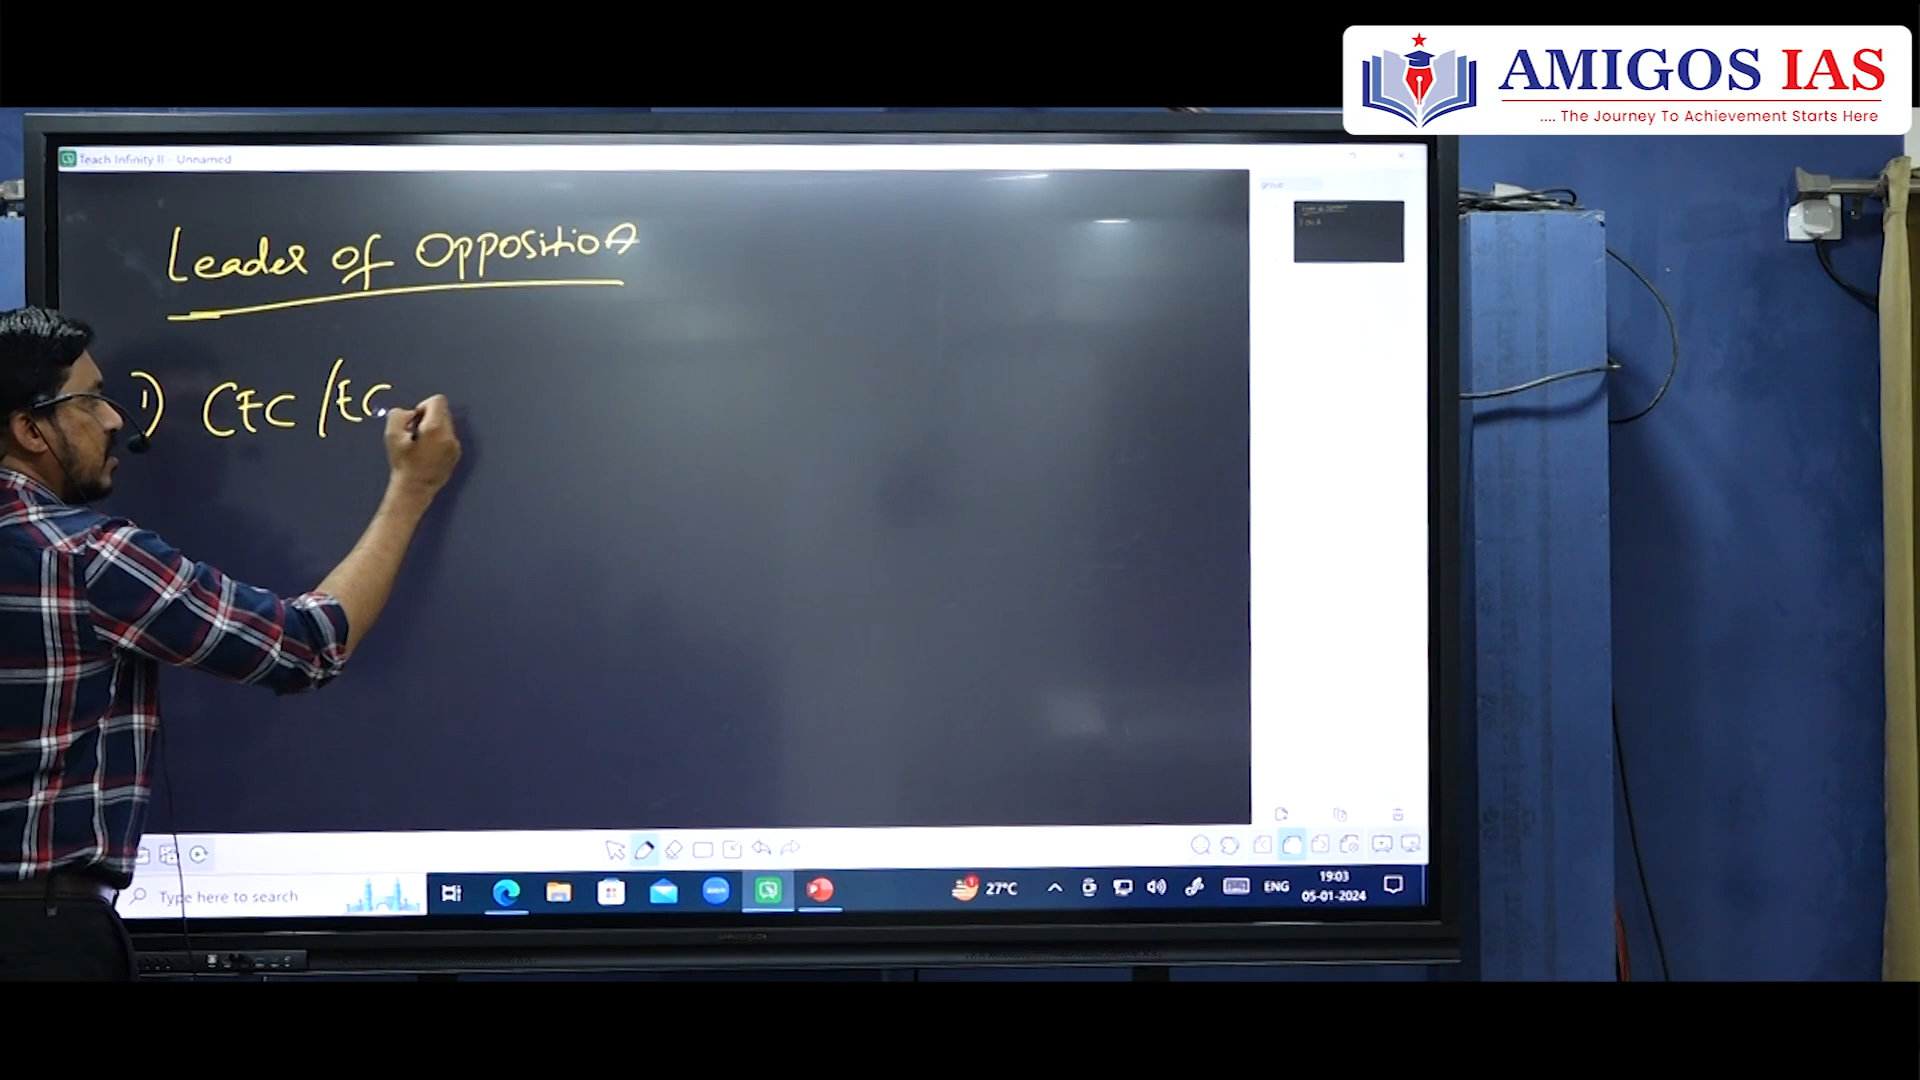 AMIGOS IAS
.... The Journey To Achievement Starts Here
Teach Infinity II - Unnamed
group
Leader of Opposition
1) CEC/EC
Type here to search
27°C
ENG
19:03
05-01-2024